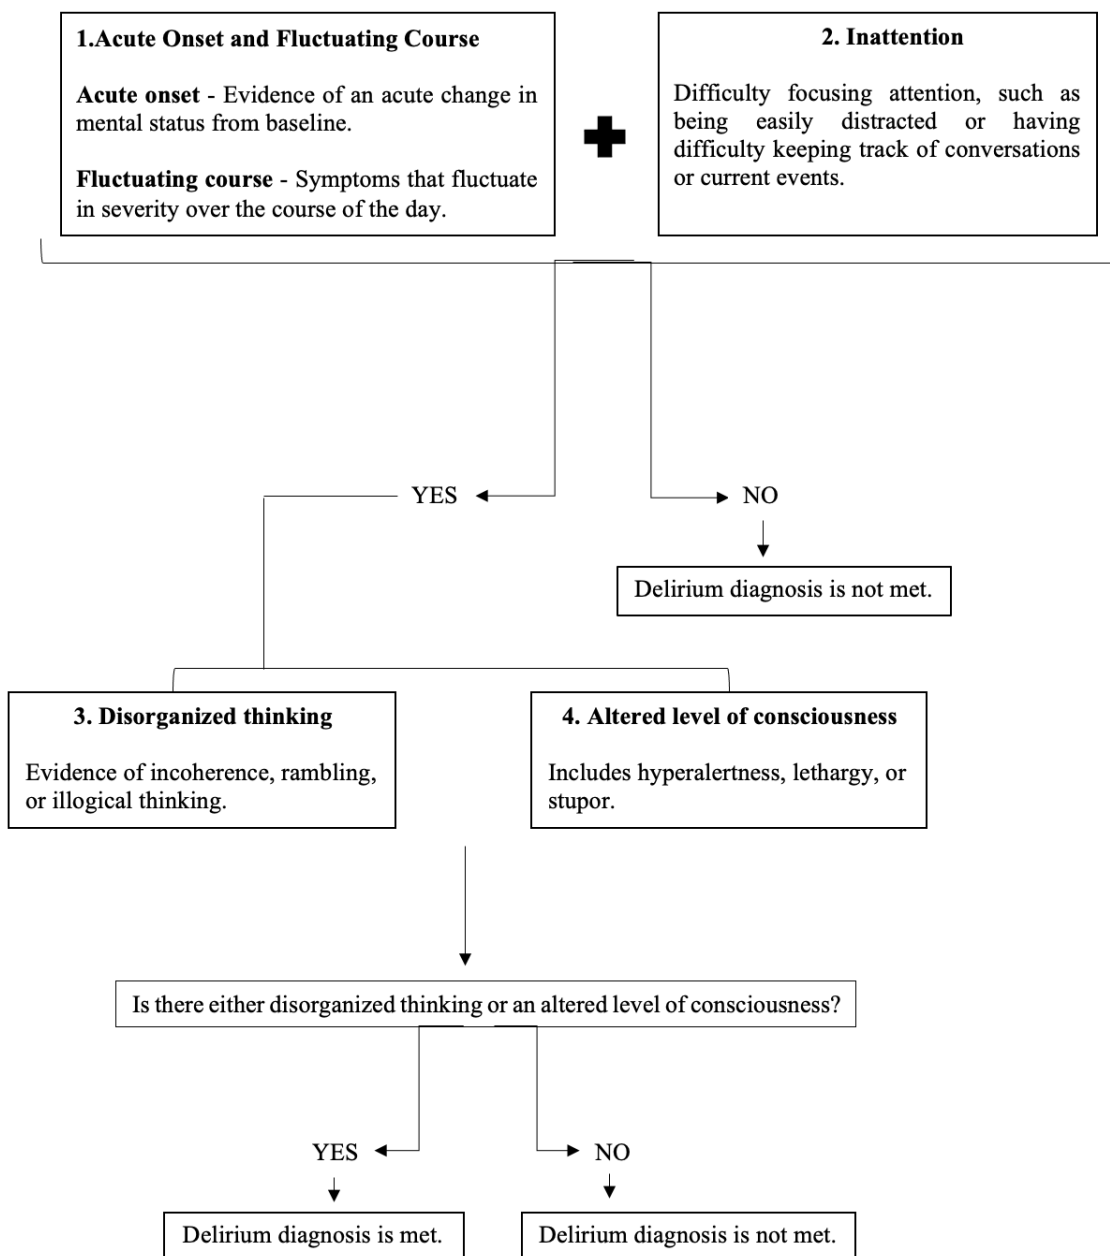 1.Acute Onset and Fluctuating Course
Acute onset - Evidence of an acute change in
mental status from baseline.
Fluctuating course - Symptoms that fluctuate
in severity over the course of the day.
2. Inattention
Difficulty focusing attention, such as
being easily distracted or having
difficulty keeping track of conversations
or current events.
YES
NO
Delirium diagnosis is not met.
3. Disorganized thinking
Evidence of incoherence, rambling,
or illogical thinking.
4. Altered level of consciousness
Includes hyperalertness, lethargy, or
stupor.
Is there either disorganized thinking or an altered level of consciousness?
YES
NO
Delirium diagnosis is met.
Delirium diagnosis is not met.